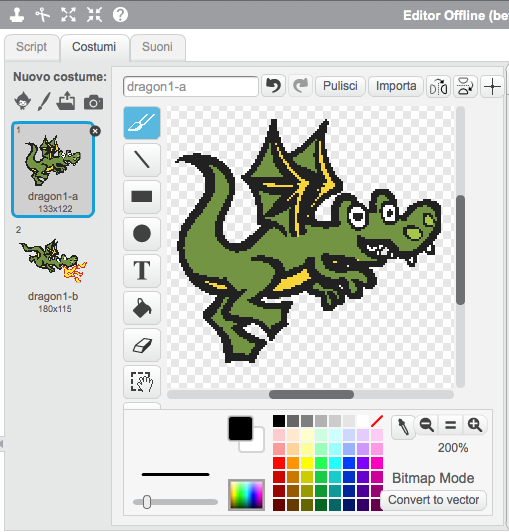 Editor Offline (be
Script
Costumi
Suoni
Nuovo costume:
dragon1-a
Pulisci
Importa
1
dragon1-a
133x122
2
dragon1-b
180x115
T
200%
Bitmap Mode
Convert to vector